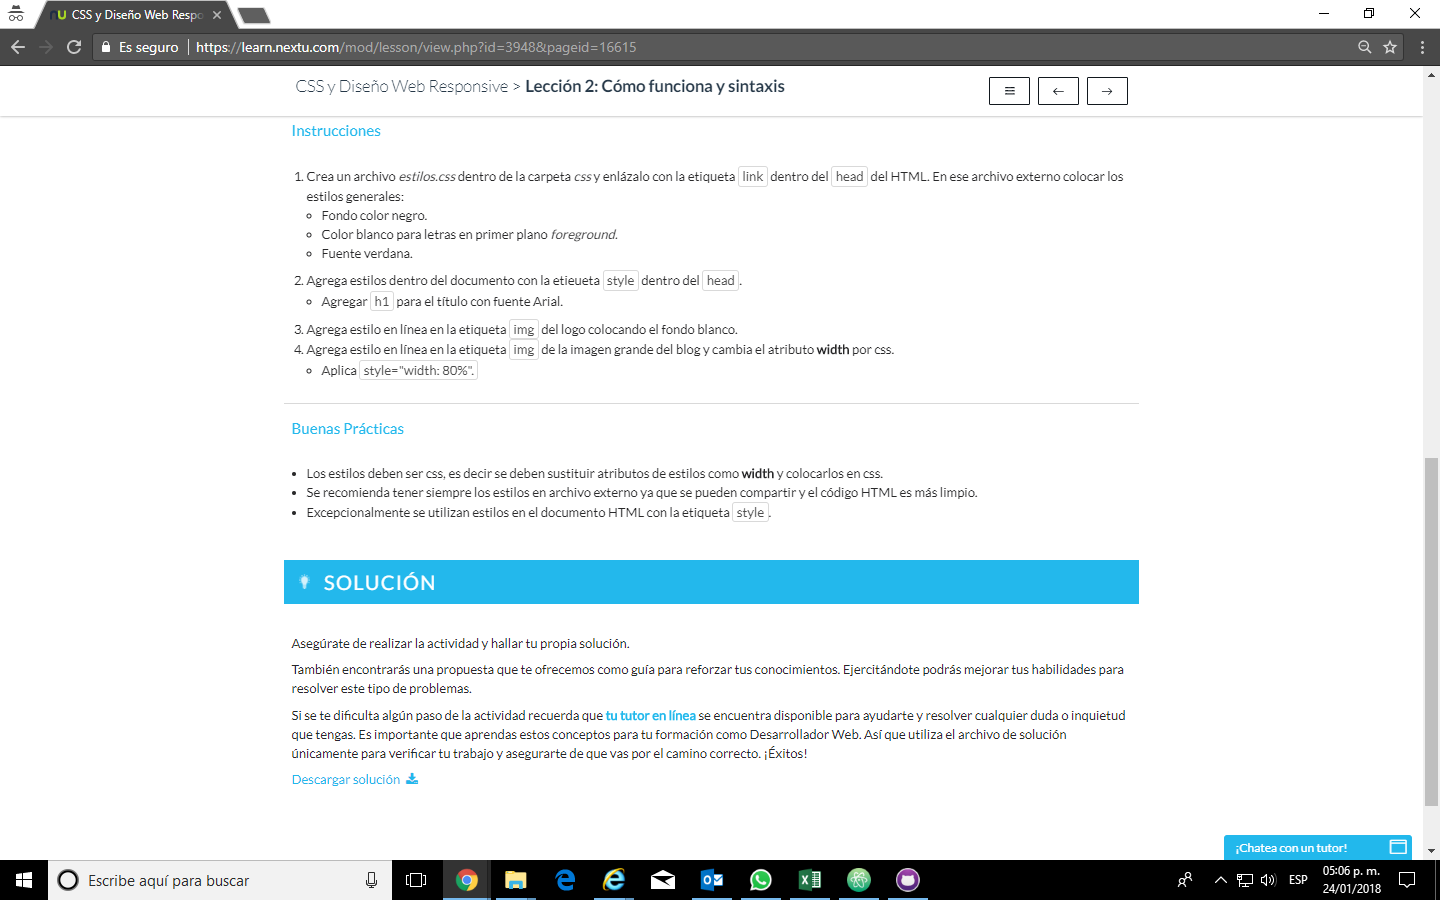 CSS y Diseño Web Respo
Es seguro https://learn.nextu.com/mod/lesson/view.php?id=3948&pageid=16615
CSS y Diseño Web Responsive > Lección 2: Cómo funciona y sintaxis
Instrucciones
1. Crea un archivo estilos.css dentro de la carpeta css y enlázalo con la etiqueta link dentro del head del HTML. En ese archivo externo colocar los
estilos generales:
Fondo color negro.
Color blanco para letras en primer plano foreground.
Fuente verdana.
2. Agrega estilos dentro del documento con la etieueta style dentro del head.
Agregar h1 para el título con fuente Arial.
3. Agrega estilo en línea en la etiqueta img del logo colocando el fondo blanco.
4. Agrega estilo en línea en la etiqueta img de la imagen grande del blog y cambia el atributo width por css.
Aplica style="width: 80%".
Buenas Prácticas
Los estilos deben ser css, es decir se deben sustituir atributos de estilos como width y colocarlos en css.
Se recomienda tener siempre los estilos en archivo externo ya que se pueden compartir y el código HTML es más limpio.
Excepcionalmente se utilizan estilos en el documento HTML con la etiqueta style.
SOLUCIÓN
Asegúrate de realizar la actividad y hallar tu propia solución.
También encontrarás una propuesta que te ofrecemos como guía para reforzar tus conocimientos. Ejercitándote podrás mejorar tus habilidades para
resolver este tipo de problemas.
Si se te dificulta algún paso de la actividad recuerda que tu tutor en línea se encuentra disponible para ayudarte y resolver cualquier duda o inquietud
que tengas. Es importante que aprendas estos conceptos para tu formación como Desarrollador Web. Así que utiliza el archivo de solución
únicamente para verificar tu trabajo y asegurarte de que vas por el camino correcto. ¡Éxitos!
Descargar solución
¡Chatea con un tutor!
Escribe aquí para buscar
ESP
05:06 p. m.
24/01/2018